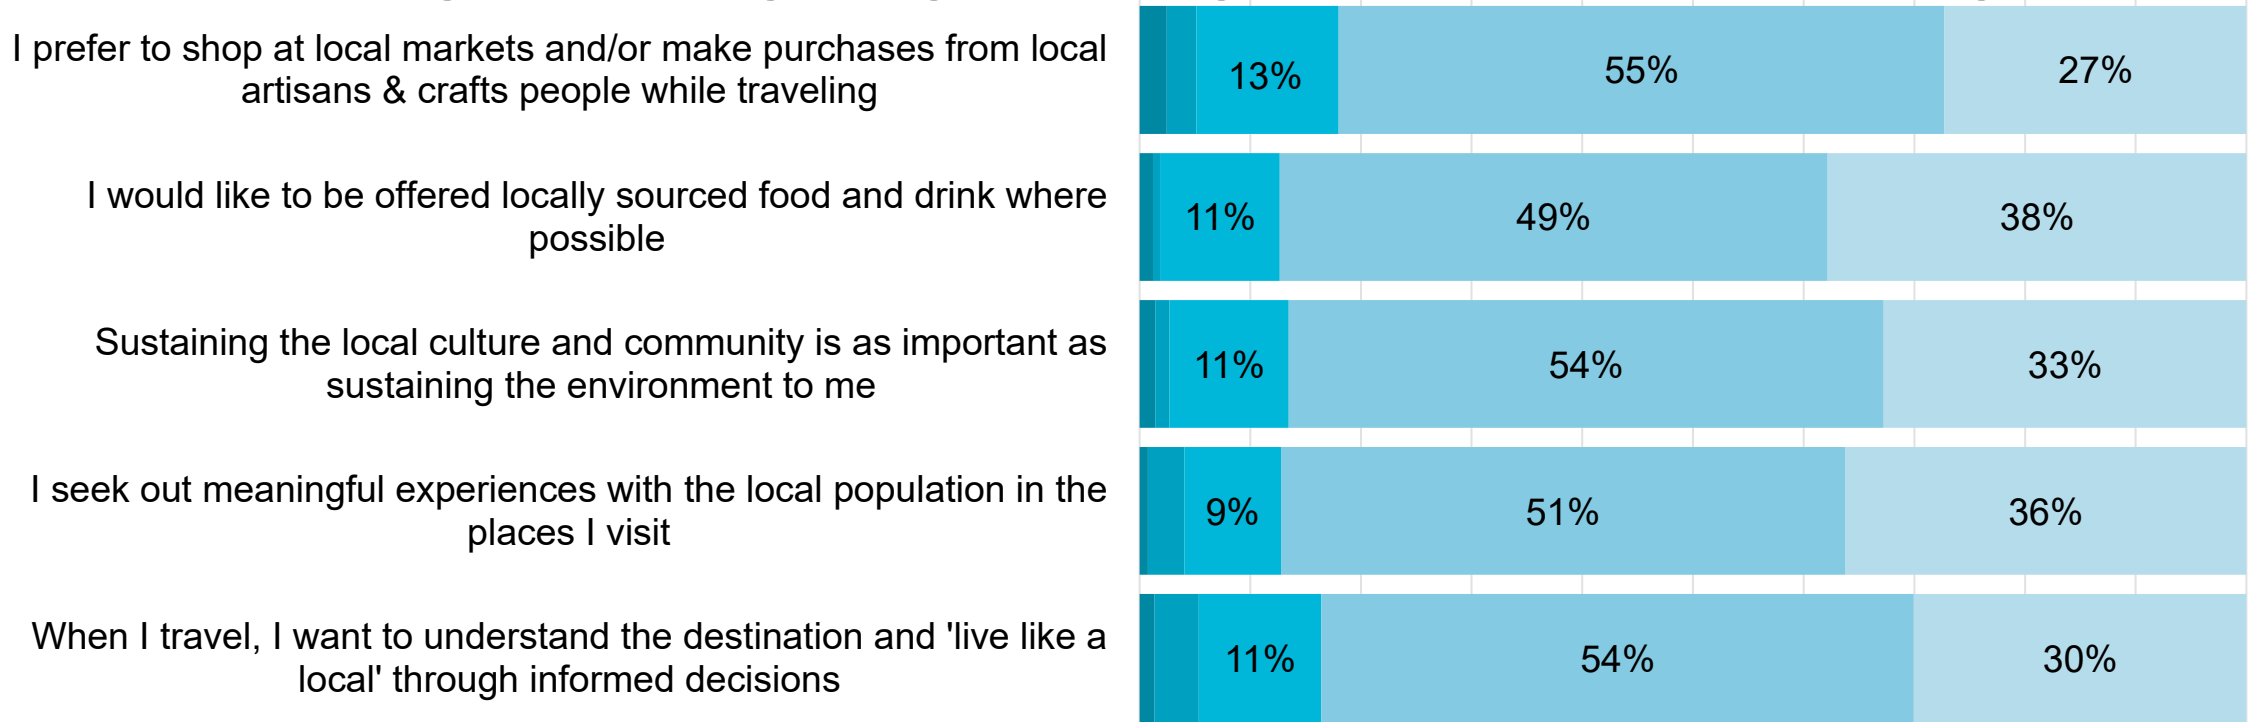 I prefer to shop at local markets and/or make purchases from local
artisans & crafts people while traveling
13% 55% 27%
I would like to be offered locally sourced food and drink where
possible
11% 49% 38%
Sustaining the local culture and community is as important as
sustaining the environment to me
11% 54% 33%
I seek out meaningful experiences with the local population in the
places I visit
9% 51% 36%
When I travel, I want to understand the destination and 'live like a
local' through informed decisions
11% 54% 30%